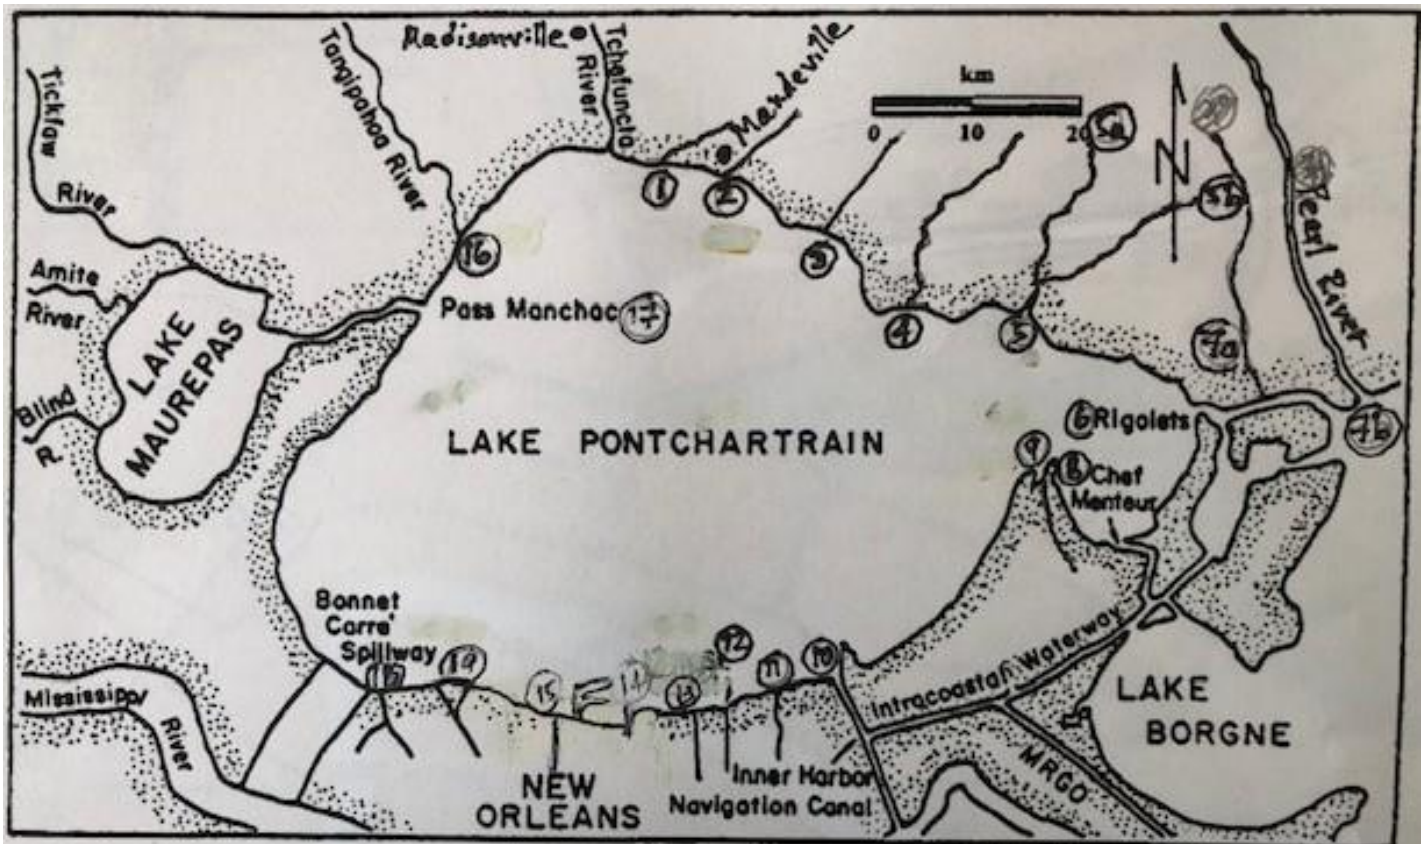 Madisonville
Tchefuncta
River
Mandeville
km
0 10 20
5a
N
Tickfaw
River
Tangipahoa River
Pearl River
1
2
5b
16
3
Amite
River
Pass Manchac 17
4
5
7a
LAKE
MAUREPAS
Blind
R.
6 Rigolets
7b
LAKE PONTCHARTRAIN
9
8 Chef
Menteur
Bonnet
Carre'
Spillway
19
12
11
10
15
13
Intracoastal Waterway
Mississippi
River
LAKE
BORGNE
MRGO
NEW
ORLEANS
Inner Harbor
Navigation Canal